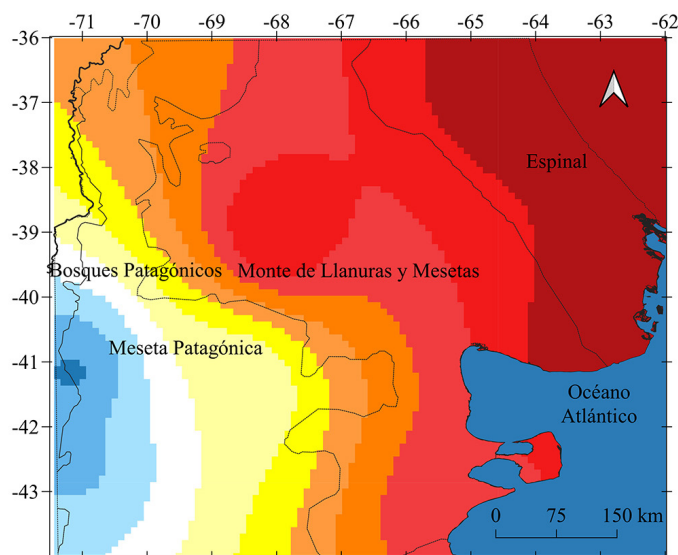 -71 -70 -69 -68 -67 -66 -65 -64 -63 -62
-36
-37
-38
Espinal
-39
Bosques Patagónicos Monte de Llanuras y Mesetas
-40
Meseta Patagónica
-41
Océano
Atlántico
-42
-43
0 75 150 km